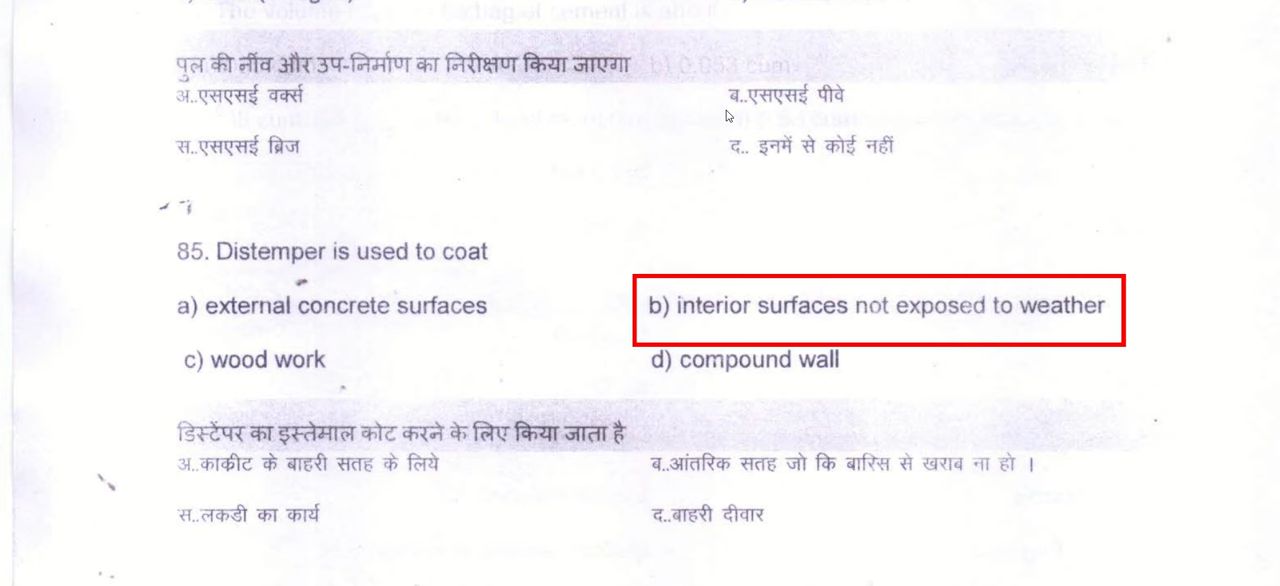 पुल की नींव और उप-निर्माण का निरीक्षण किया जाएगा
अ..एसएसई वर्क्स ब..एसएसई पीवे
स..एसएसई ब्रिज द.. इनमें से कोई नहीं
85. Distemper is used to coat
a) external concrete surfaces b) interior surfaces not exposed to weather
c) wood work d) compound wall
डिस्टेंपर का इस्तेमाल कोट करने के लिए किया जाता है
अ..काक्रीट के बाहरी सतह के लिये ब..आंतरिक सतह जो कि बारिस से खराब ना हो ।
स..लकडी का कार्य द..बाहरी दीवार